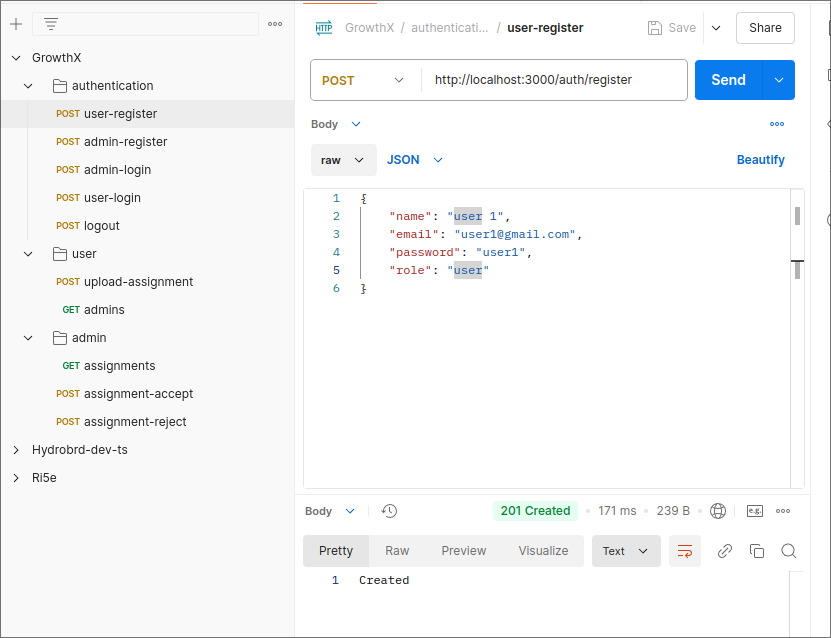 GrowthX
authentication
POST user-register
POST admin-register
POST admin-login
POST user-login
POST logout
user
POST upload-assignment
GET admins
admin
GET assignments
POST assignment-accept
POST assignment-reject
Hydrobrd-dev-ts
Ri5e
HTTP GrowthX / authenticati... / user-register Save Share
POST http://localhost:3000/auth/register Send
Body
raw JSON Beautify
1 {
2 "name": "user 1",
3 "email": "user1@gmail.com",
4 "password": "user1",
5 "role": "user"
6 }
Body 201 Created 171 ms 239 B e.g.
Pretty Raw Preview Visualize Text
1 Created